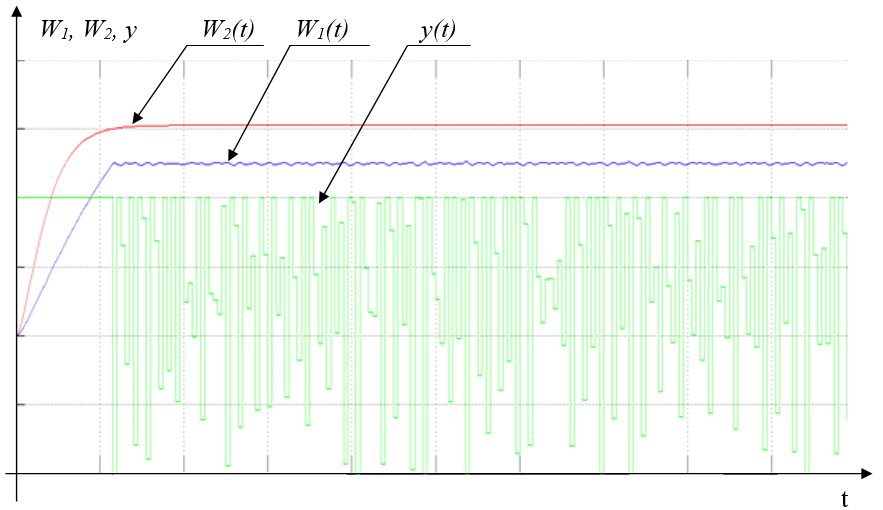 W1, W2, y
W2(t)
W1(t)
y(t)
t